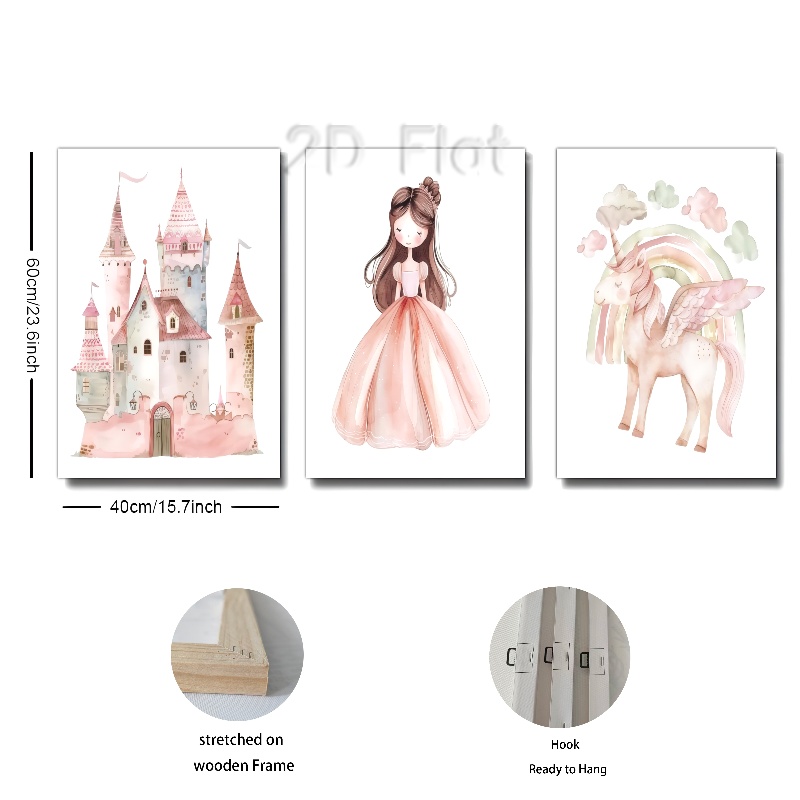 2D Flat
60cm/23.6inch
40cm/15.7inch
stretched on
wooden Frame
Hook
Ready to Hang